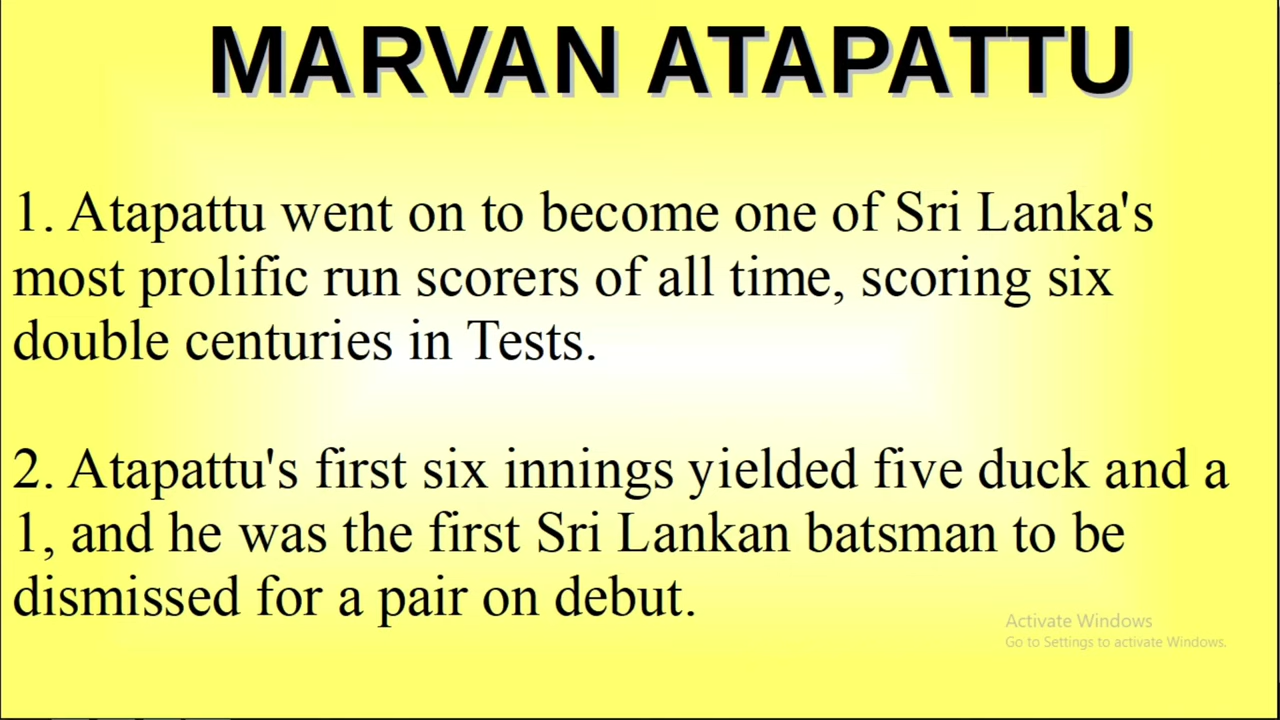 MARVAN ATAPATTU
1. Atapattu went on to become one of Sri Lanka's
most prolific run scorers of all time, scoring six
double centuries in Tests.
2. Atapattu's first six innings yielded five duck and a
1, and he was the first Sri Lankan batsman to be
dismissed for a pair on debut.
Activate Windows
Go to Settings to activate Windows.